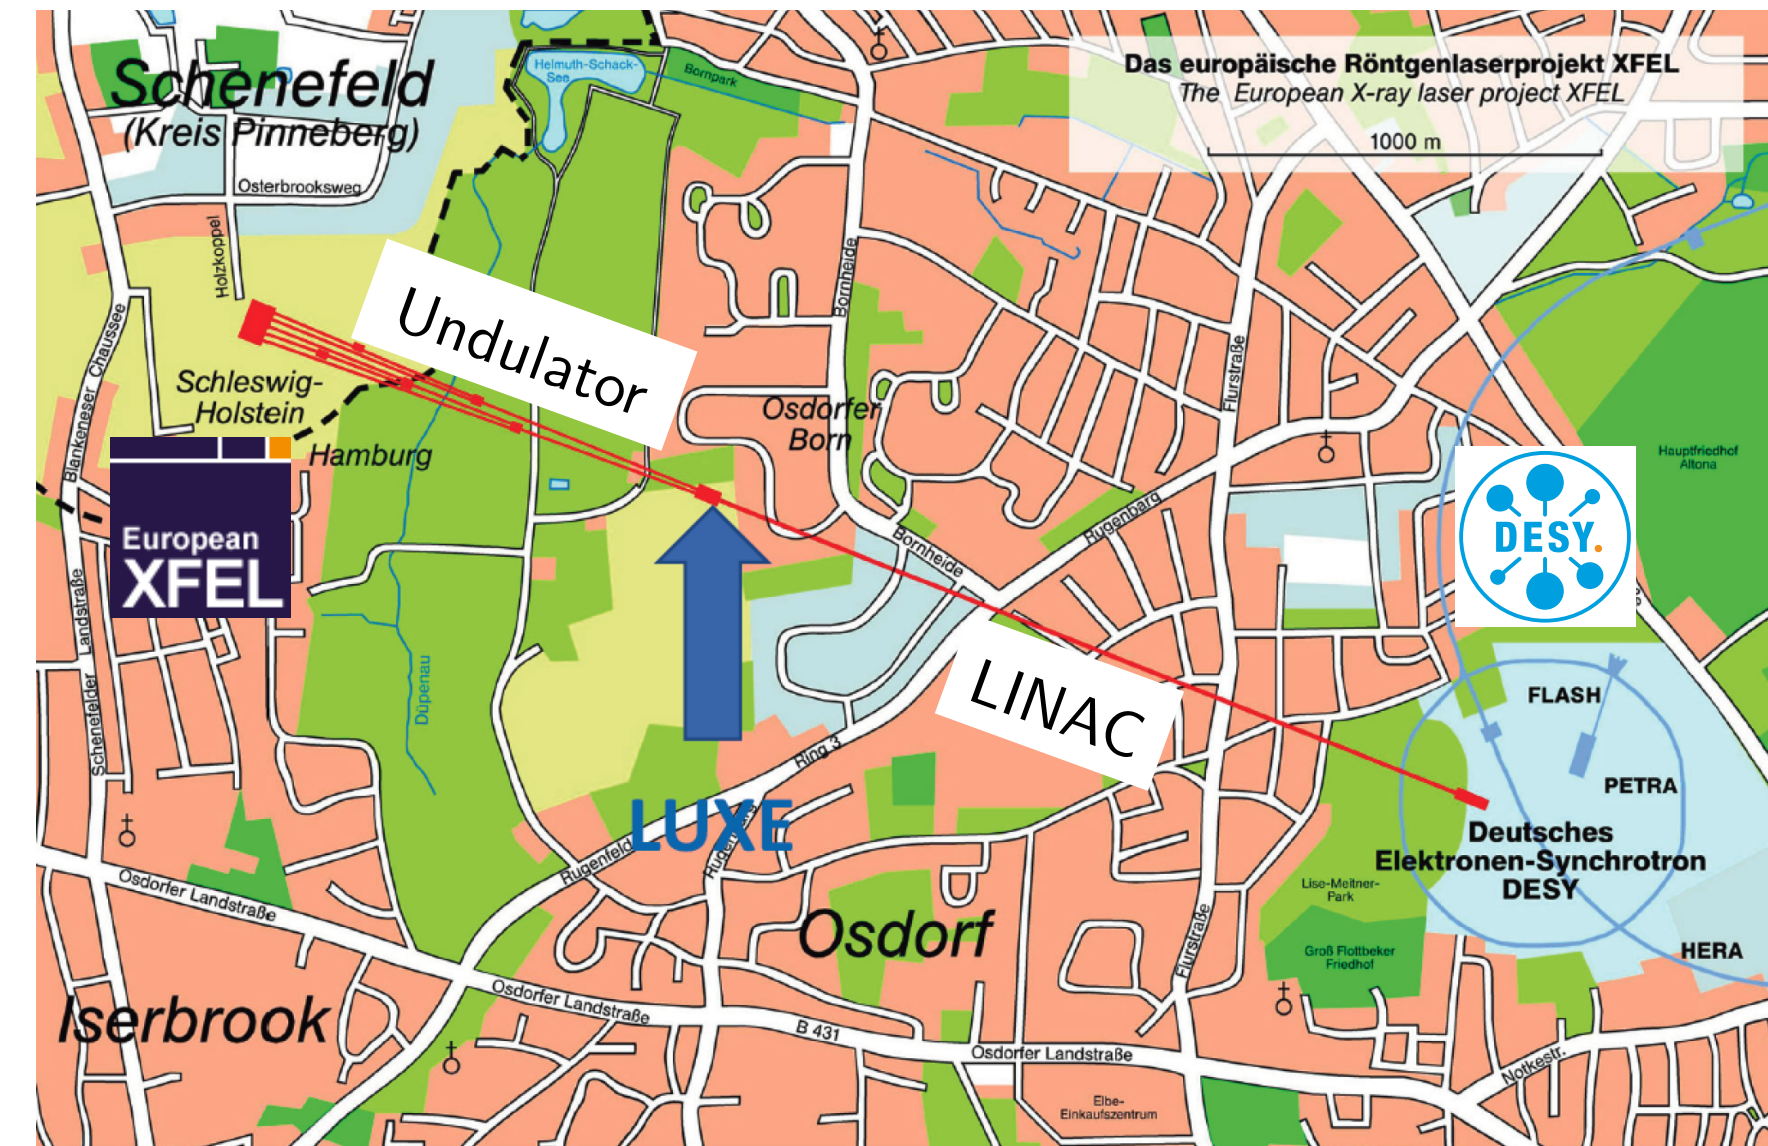 Das europäische Röntgenlaserprojekt XFEL
The European X-ray laser project XFEL
1000 m
Schenefeld
(Kreis Pinneberg)
Helmuth-Schack-
See
Bornpark
Osterbrooksweg
Holzkoppel
Bornheide
Undulator
Blankeneser Chaussee
Schleswig-
Holstein
Hamburg
Osdorfer
Born
Flurstraße
Hauptfriedhof
Altona
European
XFEL
Rugenbarg
Bornheide
DESY.
Schenefelder Landstraße
Düpenau
LINAC
Ring 3
FLASH
PETRA
LUXE
Rugenfeld
Deutsches
Elektronen-Synchrotron
DESY
Lise-Meitner-
Park
Osdorfer Landstraße
Osdorf
Flurstraße
Groß Flottbeker
Friedhof
HERA
Iserbrook
Osdorfer Landstraße
B 431
Osdorfer Landstraße
Notkestr.
Elbe-
Einkaufszentrum